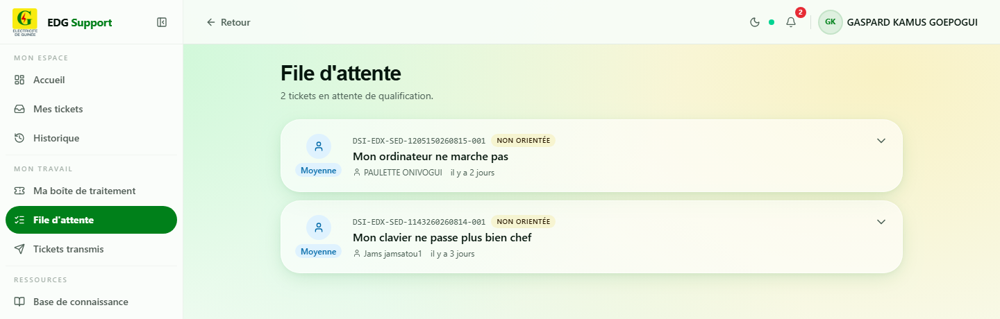 G
ELECTRICITE
DE GUINÉE
EDG Support
Retour
2
GK
GASPARD KAMUS GOEPOGUI
MON ESPACE
Accueil
Mes tickets
Historique
MON TRAVAIL
Ma boîte de traitement
File d'attente
Tickets transmis
RESSOURCES
Base de connaissance
File d'attente
2 tickets en attente de qualification.
DSI-EDX-SED-1205150260815-001 NON ORIENTÉE
Mon ordinateur ne marche pas
Moyenne
PAULETTE ONIVOGUI il y a 2 jours
DSI-EDX-SED-1143260260814-001 NON ORIENTÉE
Mon clavier ne passe plus bien chef
Moyenne
Jams jamsatou1 il y a 3 jours